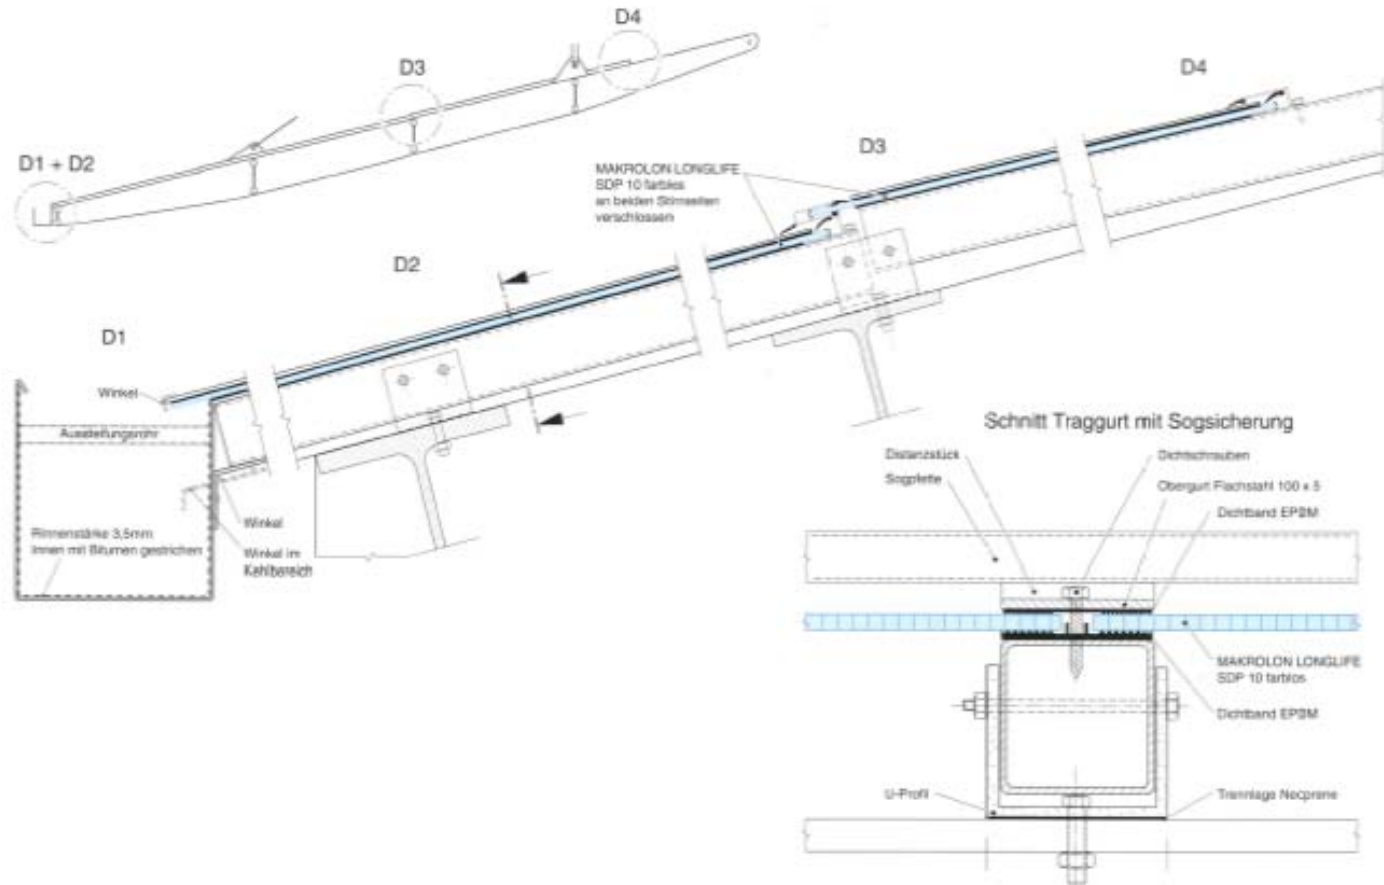 D4
D3
D1 + D2
D4
D3
MAKROLON LONGLIFE
SDP 10 farblos
an beiden Stirnseiten
verschlossen
D2
D1
Winkel
Aussteifungsrohr
Rinnenstärke 3,5mm
Innen mit Bitumen gestrichen
Winkel
Winkel im
Kehlbereich
Schnitt Traggurt mit Sogsicherung
Distanzstück
Sogpfette
Dichtschrauben
Obergurt Flachstahl 100 x 5
Dichtband EPDM
MAKROLON LONGLIFE
SDP 10 farblos
Dichtband EPDM
U-Profil
Trennlage Neoprene